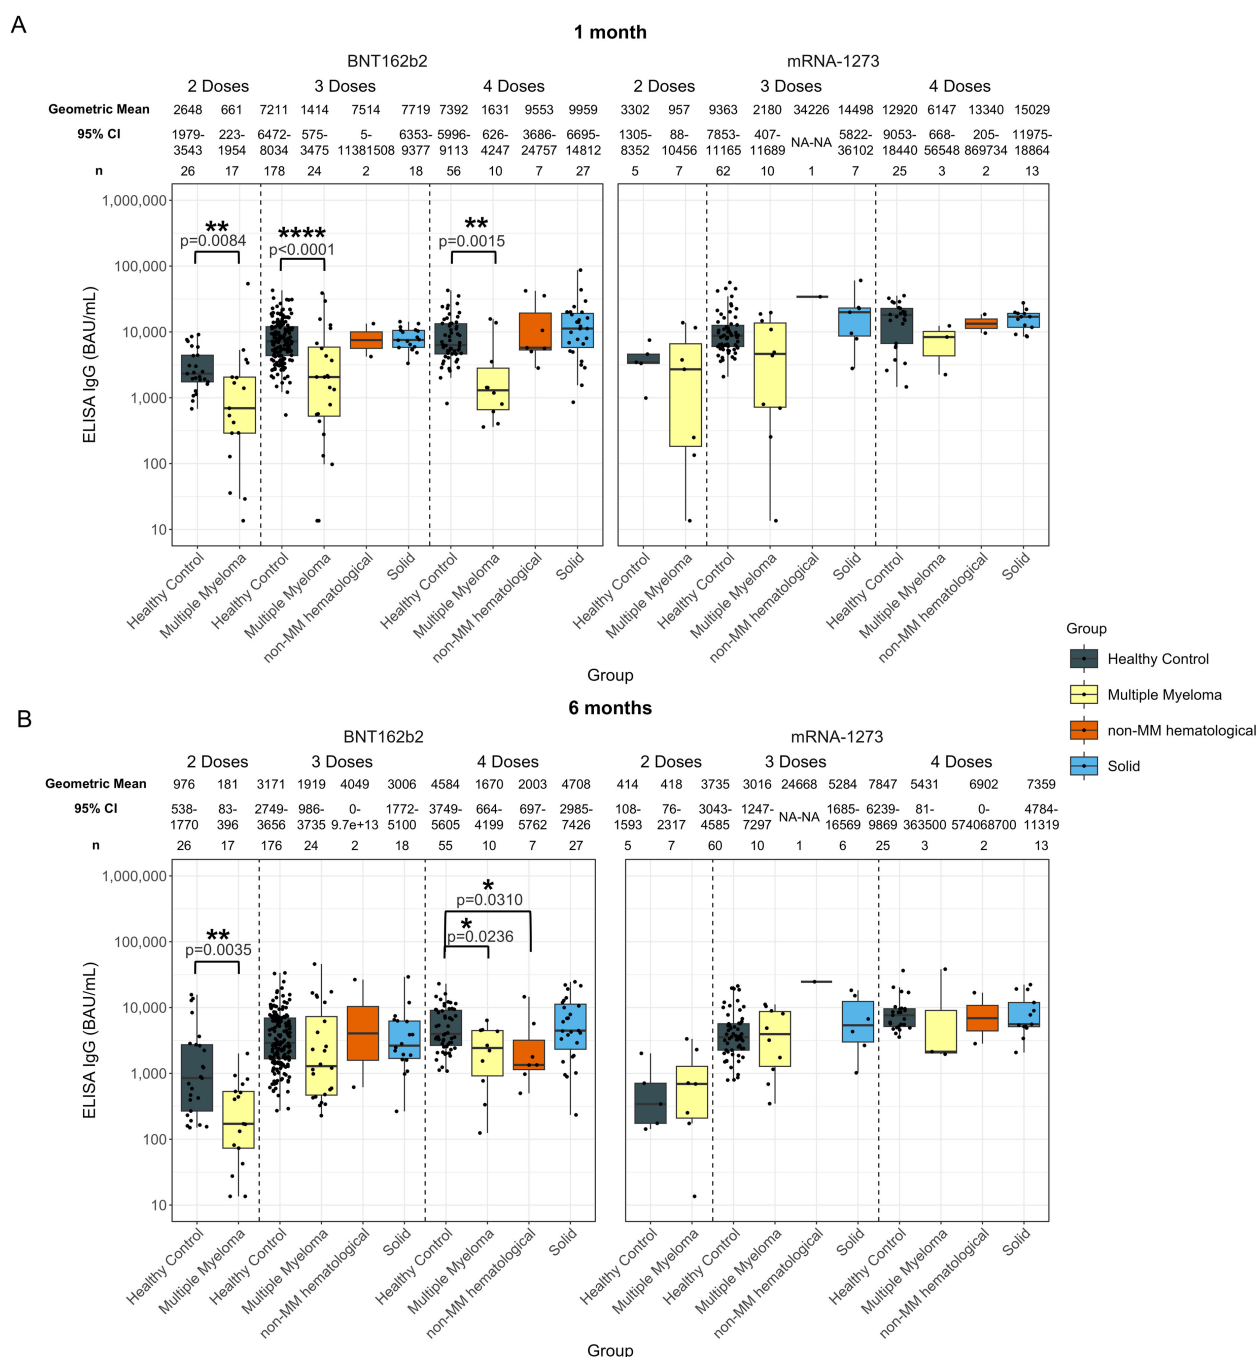 A
1 month
BNT162b2 mRNA-1273
2 Doses 3 Doses 4 Doses 2 Doses 3 Doses 4 Doses
Geometric Mean 2648 661 7211 1414 7514 7719 7392 1631 9553 9959 3302 957 9363 2180 34226 14498 12920 6147 13340 15029
95% CI 1979- 223- 6472- 575- 5- 6353- 5996- 626- 3686- 6695- 1305- 88- 7853- 407- NA-NA 5822- 9053- 668- 205- 11975-
3543 1954 8034 3475 11381508 9377 9113 4247 24757 14812 8352 10456 11165 11689 36102 18440 56548 869734 18864
n 26 17 178 24 2 18 56 10 7 27 5 7 62 10 1 7 25 3 2 13
1,000,000
** **** **
p=0.0084 p<0.0001 p=0.0015
100,000
10,000
1,000
100
10
ELISA IgG (BAU/mL)
Healthy Control Multiple Myeloma Healthy Control Multiple Myeloma non-MM hematological Solid Healthy Control Multiple Myeloma non-MM hematological Solid Healthy Control Multiple Myeloma Healthy Control Multiple Myeloma non-MM hematological Solid Healthy Control Multiple Myeloma non-MM hematological Solid
Group
Group
Healthy Control
Multiple Myeloma
non-MM hematological
Solid
B
6 months
BNT162b2 mRNA-1273
2 Doses 3 Doses 4 Doses 2 Doses 3 Doses 4 Doses
Geometric Mean 976 181 3171 1919 4049 3006 4584 1670 2003 4708 414 418 3735 3016 24668 5284 7847 5431 6902 7359
95% CI 538- 83- 2749- 986- 0- 1772- 3749- 664- 697- 2985- 108- 76- 3043- 1247- NA-NA 1685- 6239- 81- 0- 4784-
1770 396 3656 3735 9.7e+13 5100 5605 4199 5762 7426 1593 2317 4585 7297 16569 9869 363500 574068700 11319
n 26 17 176 24 2 18 55 10 7 27 5 7 60 10 1 6 25 3 2 13
1,000,000
*
p=0.0310
** *
p=0.0035 p=0.0236
100,000
10,000
1,000
100
10
ELISA IgG (BAU/mL)
Healthy Control Multiple Myeloma Healthy Control Multiple Myeloma non-MM hematological Solid Healthy Control Multiple Myeloma non-MM hematological Solid Healthy Control Multiple Myeloma Healthy Control Multiple Myeloma non-MM hematological Solid Healthy Control Multiple Myeloma non-MM hematological Solid
Group